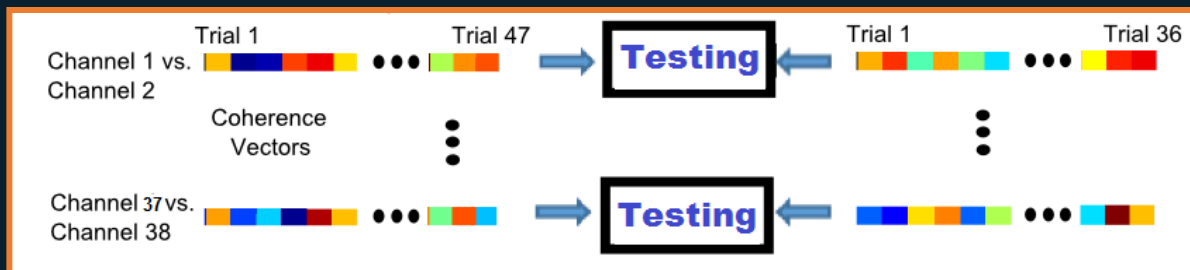 Trial 1 Trial 47 Trial 1 Trial 36
Channel 1 vs. Testing
Channel 2
Coherence
Vectors
Channel 37 vs.
Channel 38 Testing